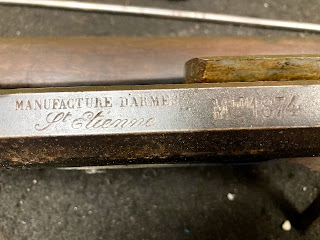 MANUFACTURE D'ARMES
St Etienne
1874